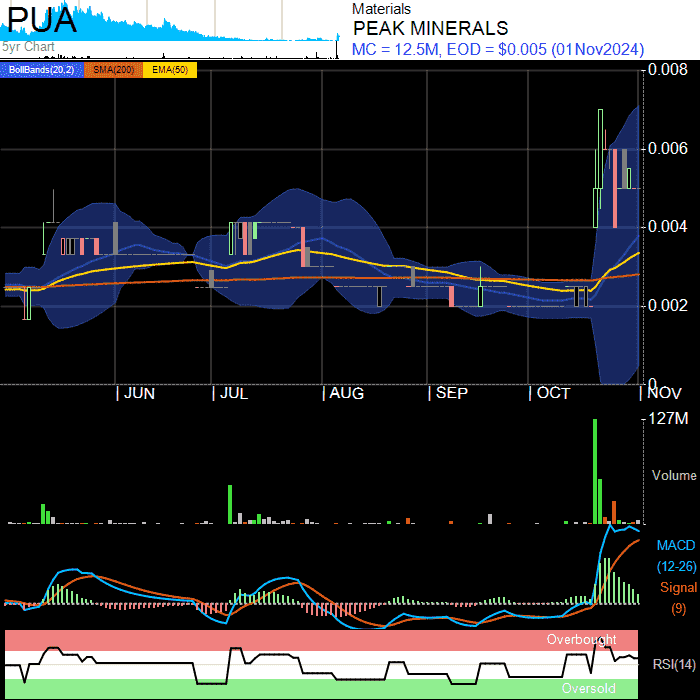 PUA
5yr Chart
Materials
PEAK MINERALS
MC = 12.5M, EOD = $0.005 (01Nov2024)
BollBands(20,2) SMA(200) EMA(50)
0.008
0.006
0.004
0.002
0
JUN JUL AUG SEP OCT NOV
127M
Volume
MACD
(12-26)
Signal
(9)
Overbought
RSI(14)
Oversold